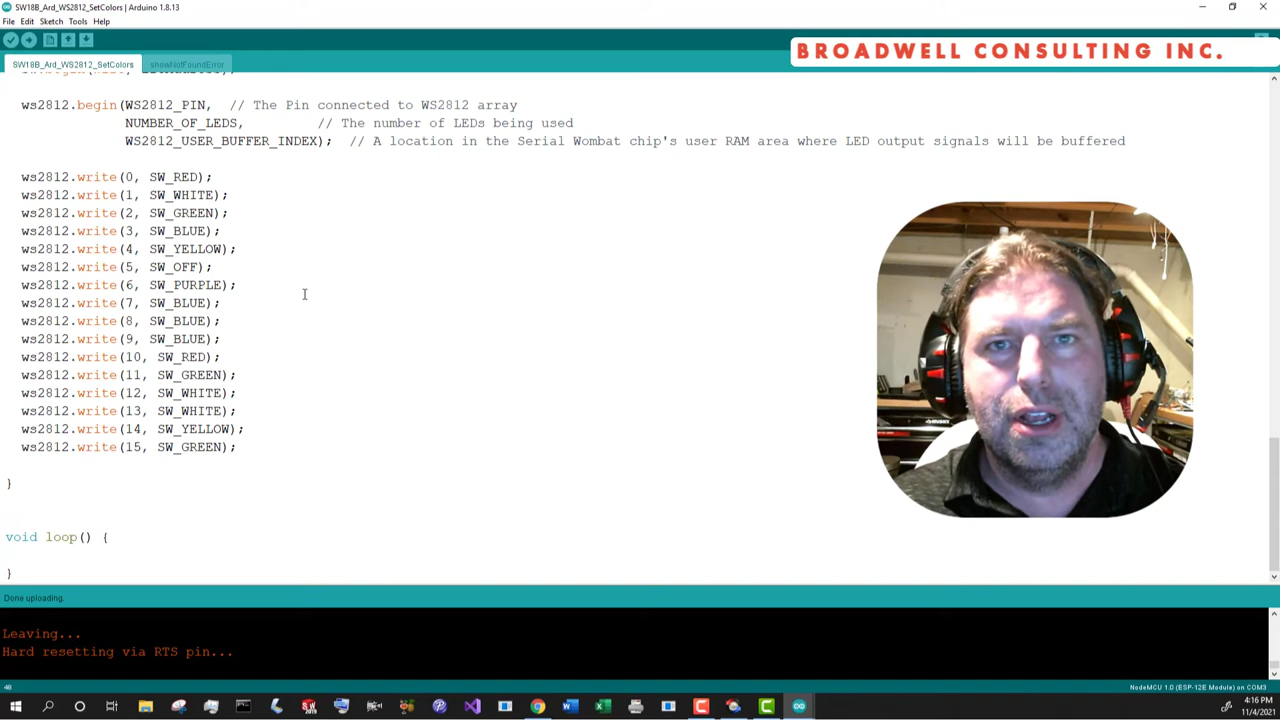 SW18B_Ard_WS2812_SetColors | Arduino 1.8.13
File Edit Sketch Tools Help
BROADWELL CONSULTING INC.
SW18B_Ard_WS2812_SetColors showNotFoundError
ws2812.begin(WS2812_PIN, // The Pin connected to WS2812 array
NUMBER_OF_LEDS, // The number of LEDs being used
WS2812_USER_BUFFER_INDEX); // A location in the Serial Wombat chip's user RAM area where LED output signals will be buffered
ws2812.write(0, SW_RED);
ws2812.write(1, SW_WHITE);
ws2812.write(2, SW_GREEN);
ws2812.write(3, SW_BLUE);
ws2812.write(4, SW_YELLOW);
ws2812.write(5, SW_OFF);
ws2812.write(6, SW_PURPLE);
ws2812.write(7, SW_BLUE);
ws2812.write(8, SW_BLUE);
ws2812.write(9, SW_BLUE);
ws2812.write(10, SW_RED);
ws2812.write(11, SW_GREEN);
ws2812.write(12, SW_WHITE);
ws2812.write(13, SW_WHITE);
ws2812.write(14, SW_YELLOW);
ws2812.write(15, SW_GREEN);
}
void loop() {
}
Done uploading.
Leaving...
Hard resetting via RTS pin...
48 NodeMCU 1.0 (ESP-12E Module) on COM3
4:16 PM
11/4/2021